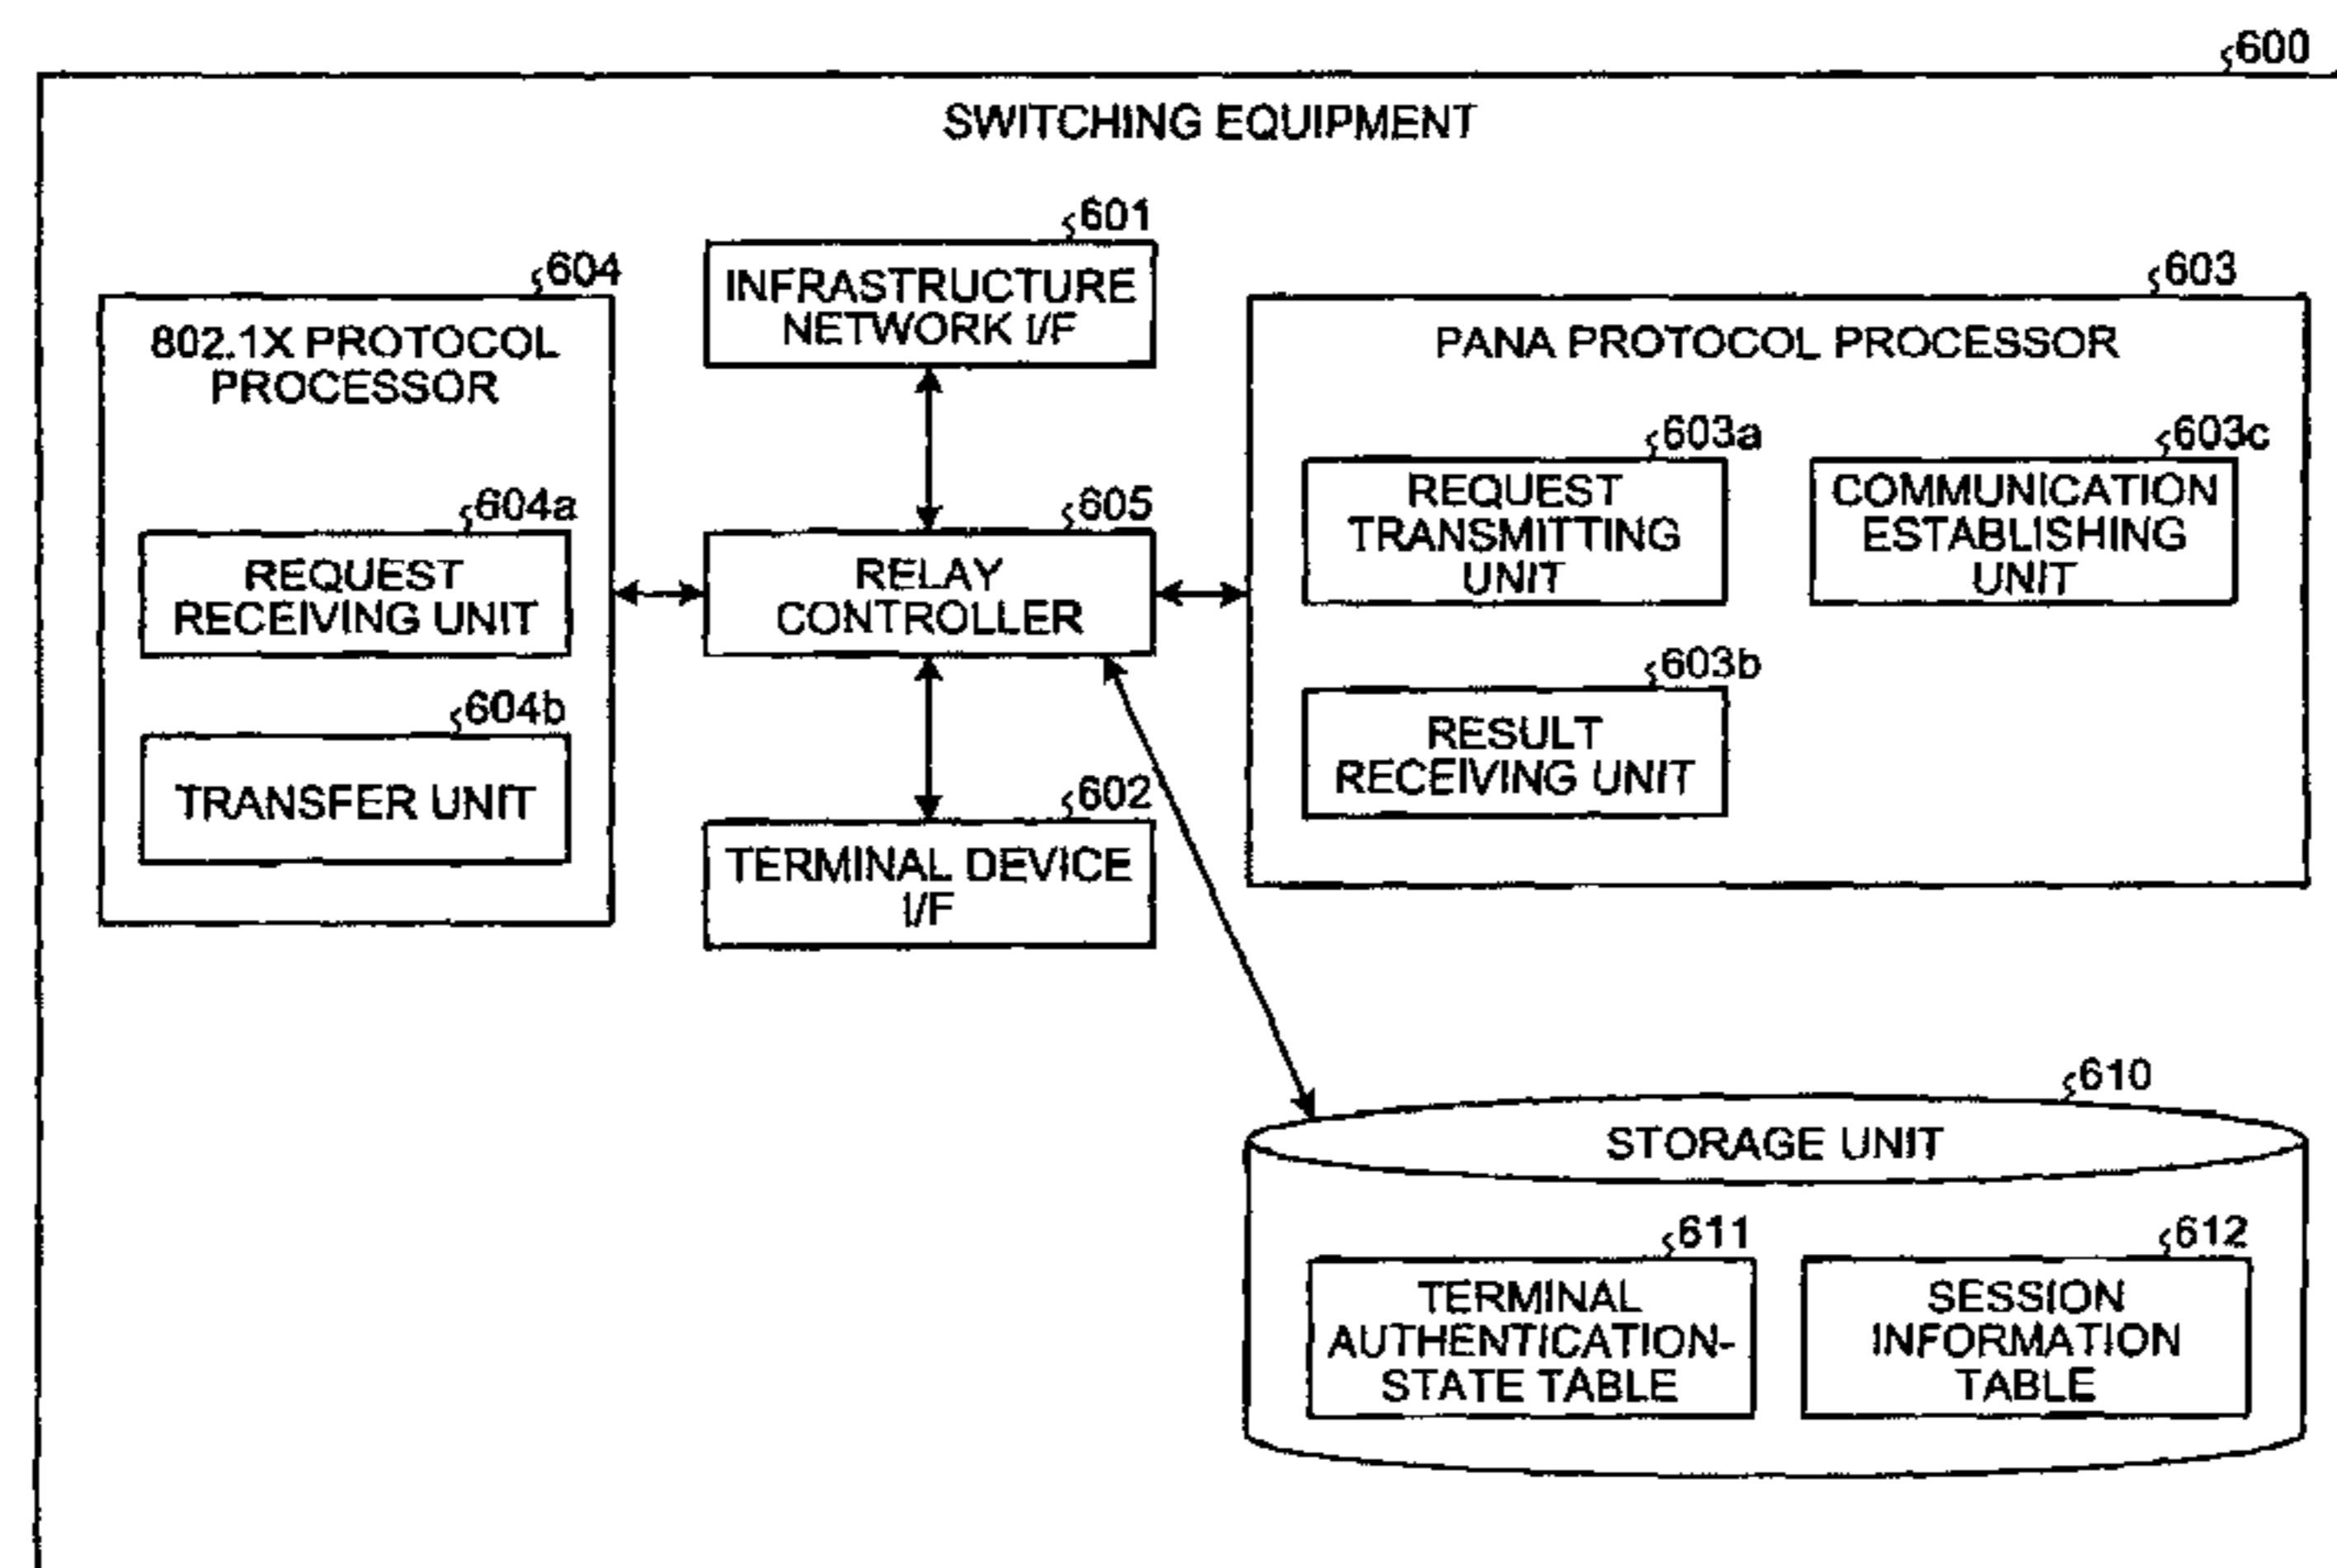 600
SWITCHING EQUIPMENT
601
INFRASTRUCTURE
NETWORK I/F
604
802.1X PROTOCOL
PROCESSOR
604a
REQUEST
RECEIVING UNIT
604b
TRANSFER UNIT
605
RELAY
CONTROLLER
602
TERMINAL DEVICE
I/F
603
PANA PROTOCOL PROCESSOR
603a
REQUEST
TRANSMITTING
UNIT
603c
COMMUNICATION
ESTABLISHING
UNIT
603b
RESULT
RECEIVING UNIT
610
STORAGE UNIT
611
TERMINAL
AUTHENTICATION-
STATE TABLE
612
SESSION
INFORMATION
TABLE